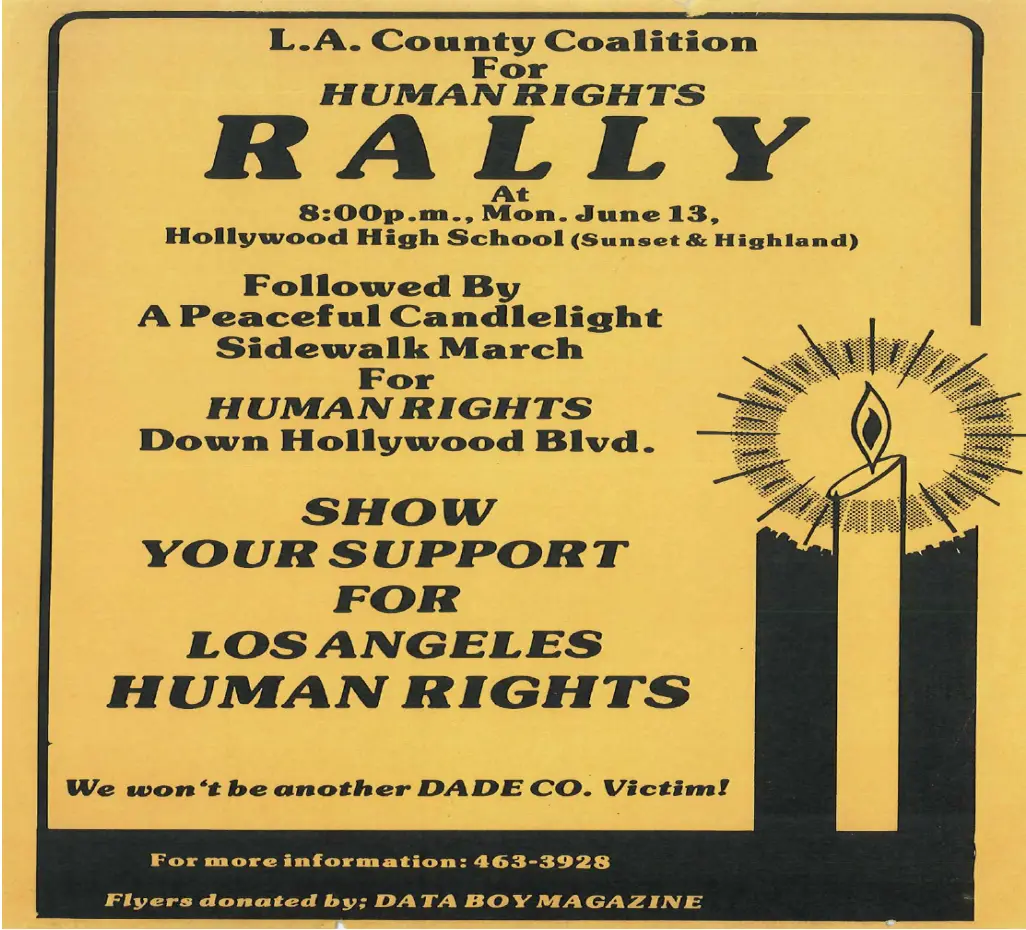 L.A. County Coalition
For
HUMAN RIGHTS
RALLY
At
8:00p.m., Mon. June 13,
Hollywood High School (Sunset & Highland)
Followed By
A Peaceful Candlelight
Sidewalk March
For
HUMAN RIGHTS
Down Hollywood Blvd.
SHOW
YOUR SUPPORT
FOR
LOS ANGELES
HUMAN RIGHTS
We won‘t be another DADE CO. Victim!
For more information: 463-3928
Flyers donated by; DATA BOY MAGAZINE